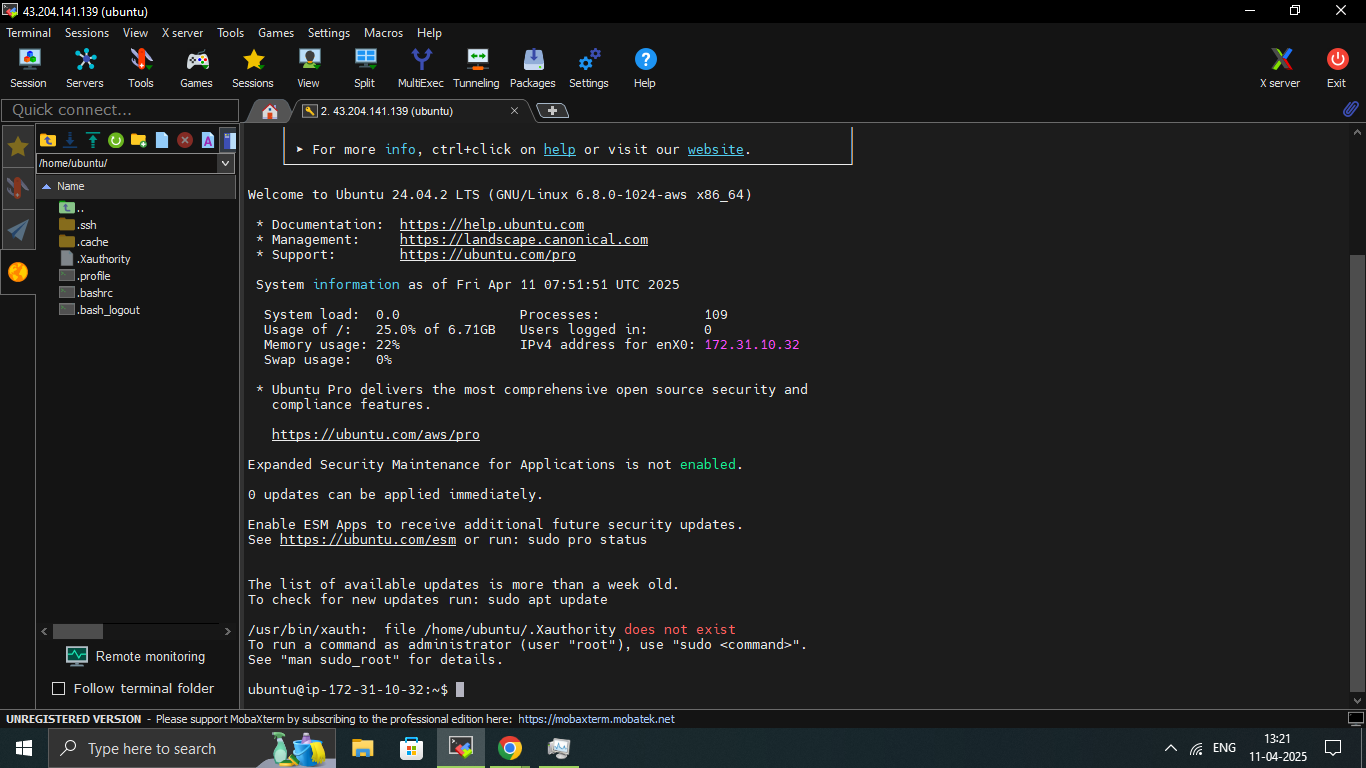 43.204.141.139 (ubuntu)
Terminal Sessions View X server Tools Games Settings Macros Help
Session Servers Tools Games Sessions View Split MultiExec Tunneling Packages Settings Help X server Exit
Quick connect...
2. 43.204.141.139 (ubuntu)
/home/ubuntu/
Name
..
.ssh
.cache
.Xauthority
.profile
.bashrc
.bash_logout
Remote monitoring
Follow terminal folder
➤ For more info, ctrl+click on help or visit our website.
Welcome to Ubuntu 24.04.2 LTS (GNU/Linux 6.8.0-1024-aws x86_64)
* Documentation: https://help.ubuntu.com
* Management: https://landscape.canonical.com
* Support: https://ubuntu.com/pro
System information as of Fri Apr 11 07:51:51 UTC 2025
System load: 0.0 Processes: 109
Usage of /: 25.0% of 6.71GB Users logged in: 0
Memory usage: 22% IPv4 address for enX0: 172.31.10.32
Swap usage: 0%
* Ubuntu Pro delivers the most comprehensive open source security and
compliance features.
https://ubuntu.com/aws/pro
Expanded Security Maintenance for Applications is not enabled.
0 updates can be applied immediately.
Enable ESM Apps to receive additional future security updates.
See https://ubuntu.com/esm or run: sudo pro status
The list of available updates is more than a week old.
To check for new updates run: sudo apt update
/usr/bin/xauth: file /home/ubuntu/.Xauthority does not exist
To run a command as administrator (user "root"), use "sudo <command>".
See "man sudo_root" for details.
ubuntu@ip-172-31-10-32:~$
UNREGISTERED VERSION - Please support MobaXterm by subscribing to the professional edition here: https://mobaxterm.mobatek.net
Type here to search
ENG
13:21
11-04-2025